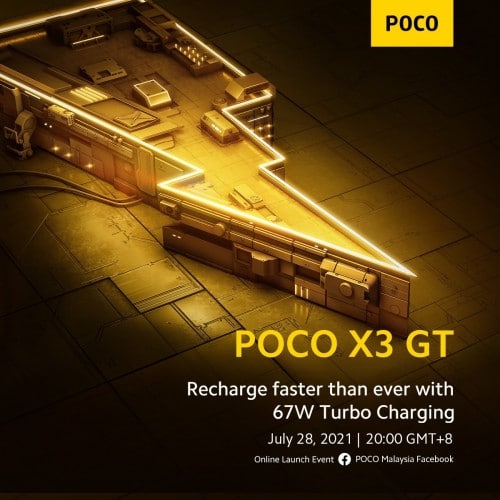 POCO
POCO X3 GT
Recharge faster than ever with
67W Turbo Charging
July 28, 2021 | 20:00 GMT+8
Online Launch Event POCO Malaysia Facebook